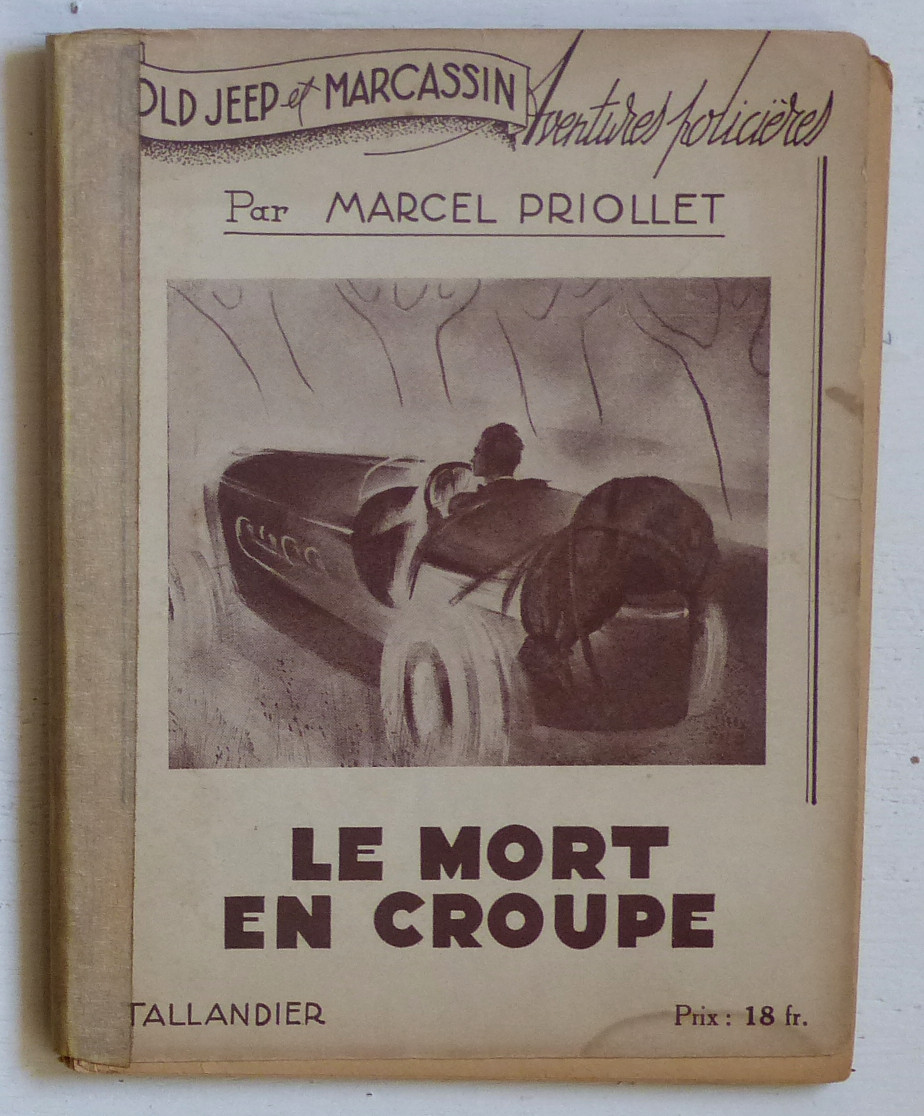 OLD JEEP et MARCASSIN
Aventures policières
Par MARCEL PRIOLLET
LE MORT
EN CROUPE
TALLANDIER
Prix : 18 fr.